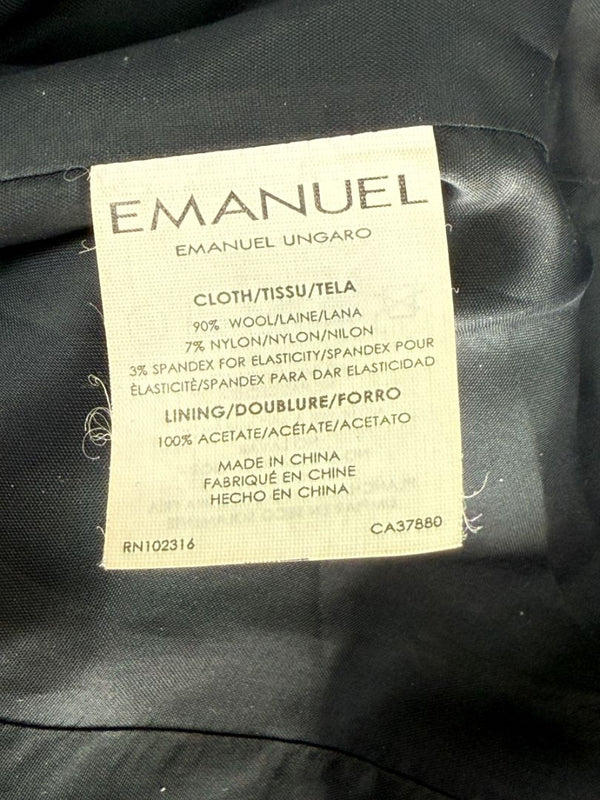 EMANUEL
EMANUEL UNGARO
CLOTH/TISSU/TELA
90% WOOL/LAINE/LANA
7% NYLON/NYLON/NILON
3% SPANDEX FOR ELASTICITY/SPANDEX POUR
ÈLASTICITÈ/SPANDEX PARA DAR ELASTICIDAD
LINING/DOUBLURE/FORRO
100% ACETATE/ACÉTATE/ACETATO
MADE IN CHINA
FABRIQUÉ EN CHINE
HECHO EN CHINA
RN102316
CA37880